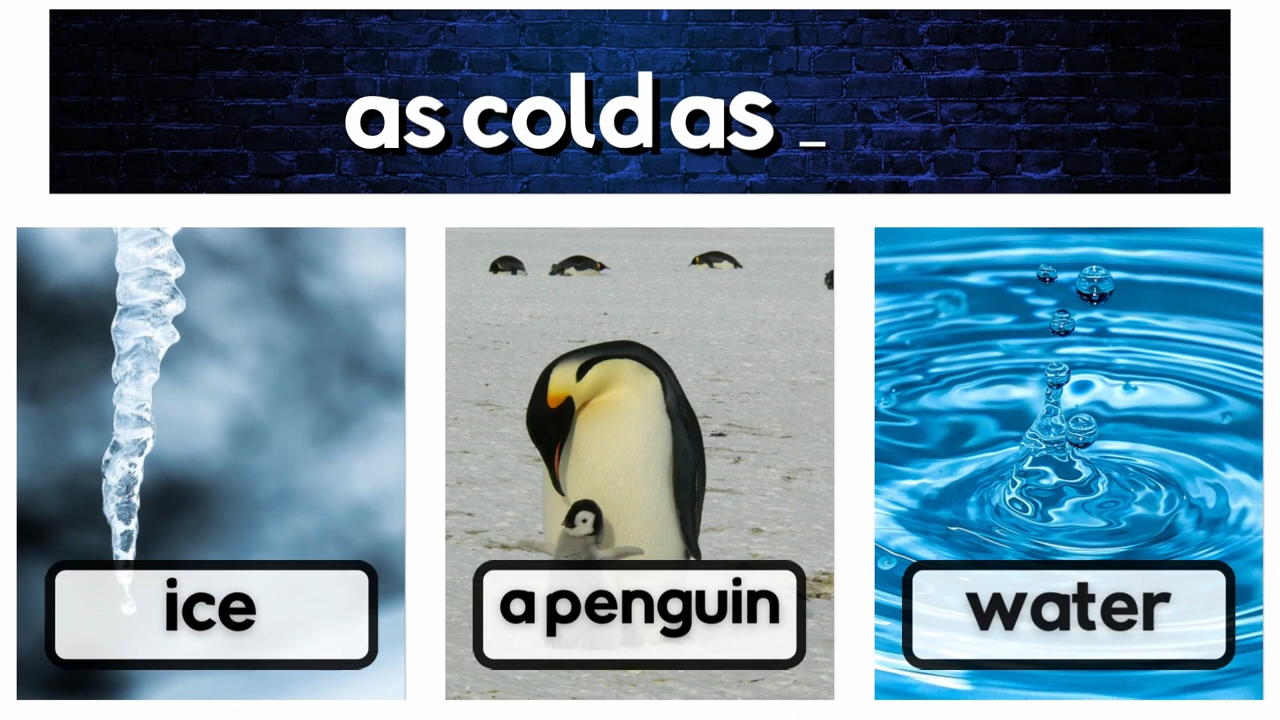 as cold as _
ice
a penguin
water